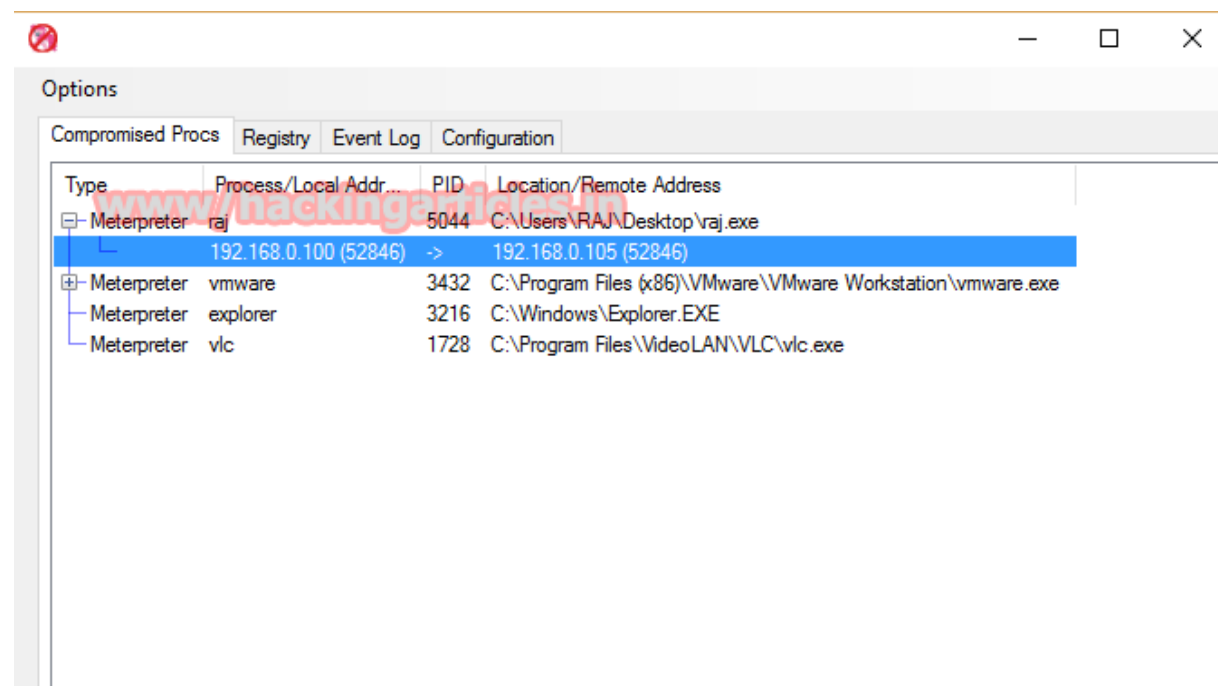 Options
Compromised Procs Registry Event Log Configuration
Type Process/Local Addr... PID Location/Remote Address
www//hackingarticles.in
Meterpreter raj 5044 C:\Users\RAJ\Desktop\raj.exe
192.168.0.100 (52846) -> 192.168.0.105 (52846)
Meterpreter vmware 3432 C:\Program Files (x86)\VMware\VMware Workstation\vmware.exe
Meterpreter explorer 3216 C:\Windows\Explorer.EXE
Meterpreter vlc 1728 C:\Program Files\VideoLAN\VLC\vlc.exe